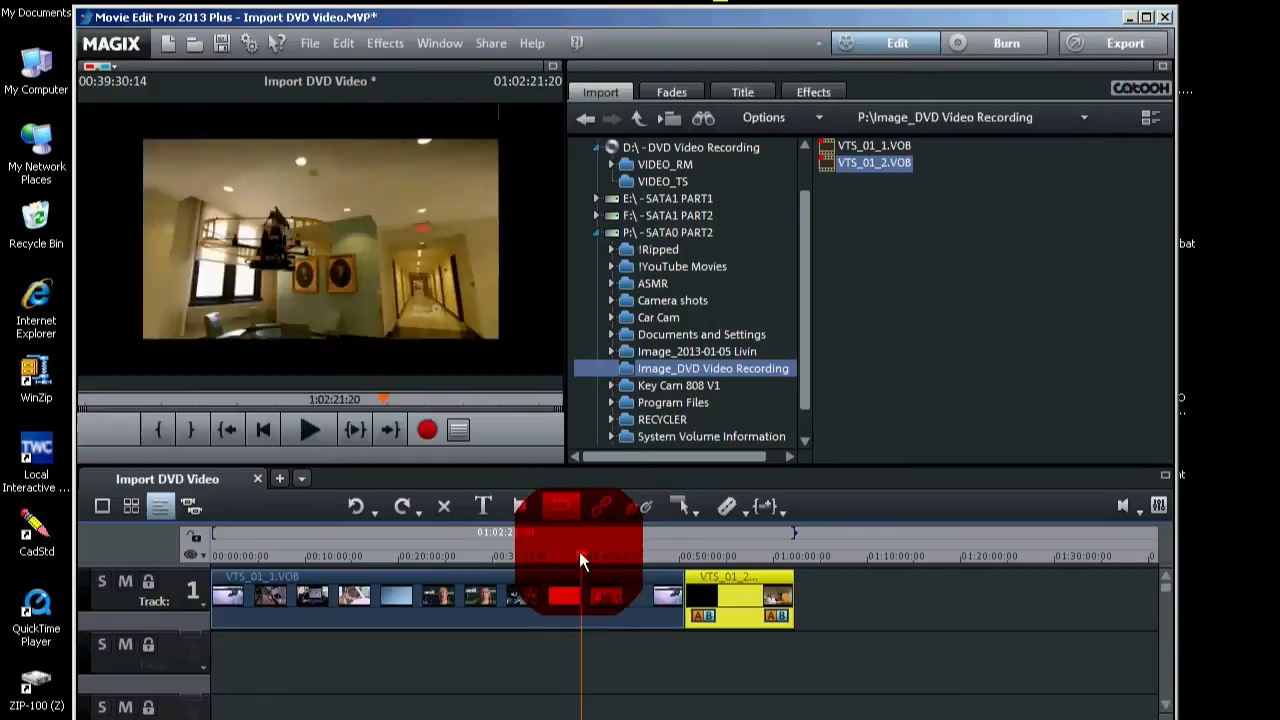 My Documents
My Computer
My Network
Places
Recycle Bin
Internet
Explorer
WinZip
TWC
Local
Interactive ...
CadStd
QuickTime
Player
ZIP-100 (Z)
Movie Edit Pro 2013 Plus - Import DVD Video.MVP*
MAGIX
File Edit Effects Window Share Help
Edit Burn Export
00:39:30:14 Import DVD Video * 01:02:21:20
Import Fades Title Effects
catooh
Options P:\Image_DVD Video Recording
D:\ - DVD Video Recording
VIDEO_RM
VIDEO_TS
E:\ - SATA1 PART1
F:\ - SATA1 PART2
P:\ - SATA0 PART2
!Ripped
!YouTube Movies
ASMR
Camera shots
Car Cam
Documents and Settings
Image_2013-01-05 Livin
Image_DVD Video Recording
Key Cam 808 V1
Program Files
RECYCLER
System Volume Information
VTS_01_1.VOB
VTS_01_2.VOB
1:02:21:20
Import DVD Video
00:00:00:00 00:10:00:00 00:20:00:00 00:50:00:00 01:00:00:00 01:10:00:00 01:20:00:00 01:30:00:00
S M 1
Track:
VTS_01_1.VOB VTS_01_2...
A B A B
S M
S M
bat